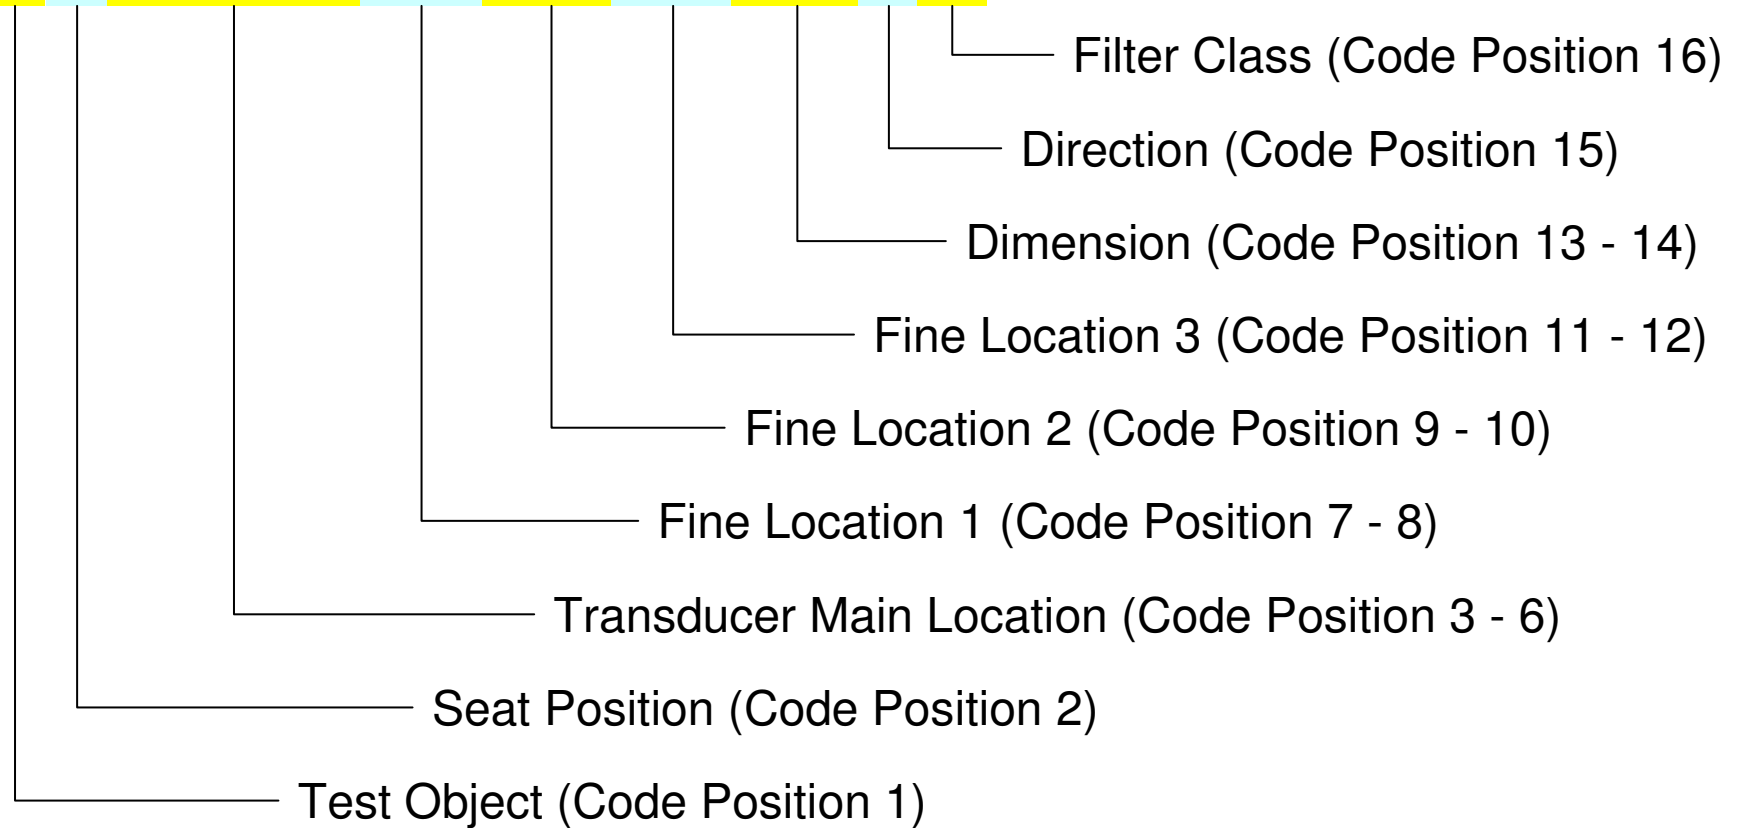 Filter Class (Code Position 16)
Direction (Code Position 15)
Dimension (Code Position 13 - 14)
Fine Location 3 (Code Position 11 - 12)
Fine Location 2 (Code Position 9 - 10)
Fine Location 1 (Code Position 7 - 8)
Transducer Main Location (Code Position 3 - 6)
Seat Position (Code Position 2)
Test Object (Code Position 1)